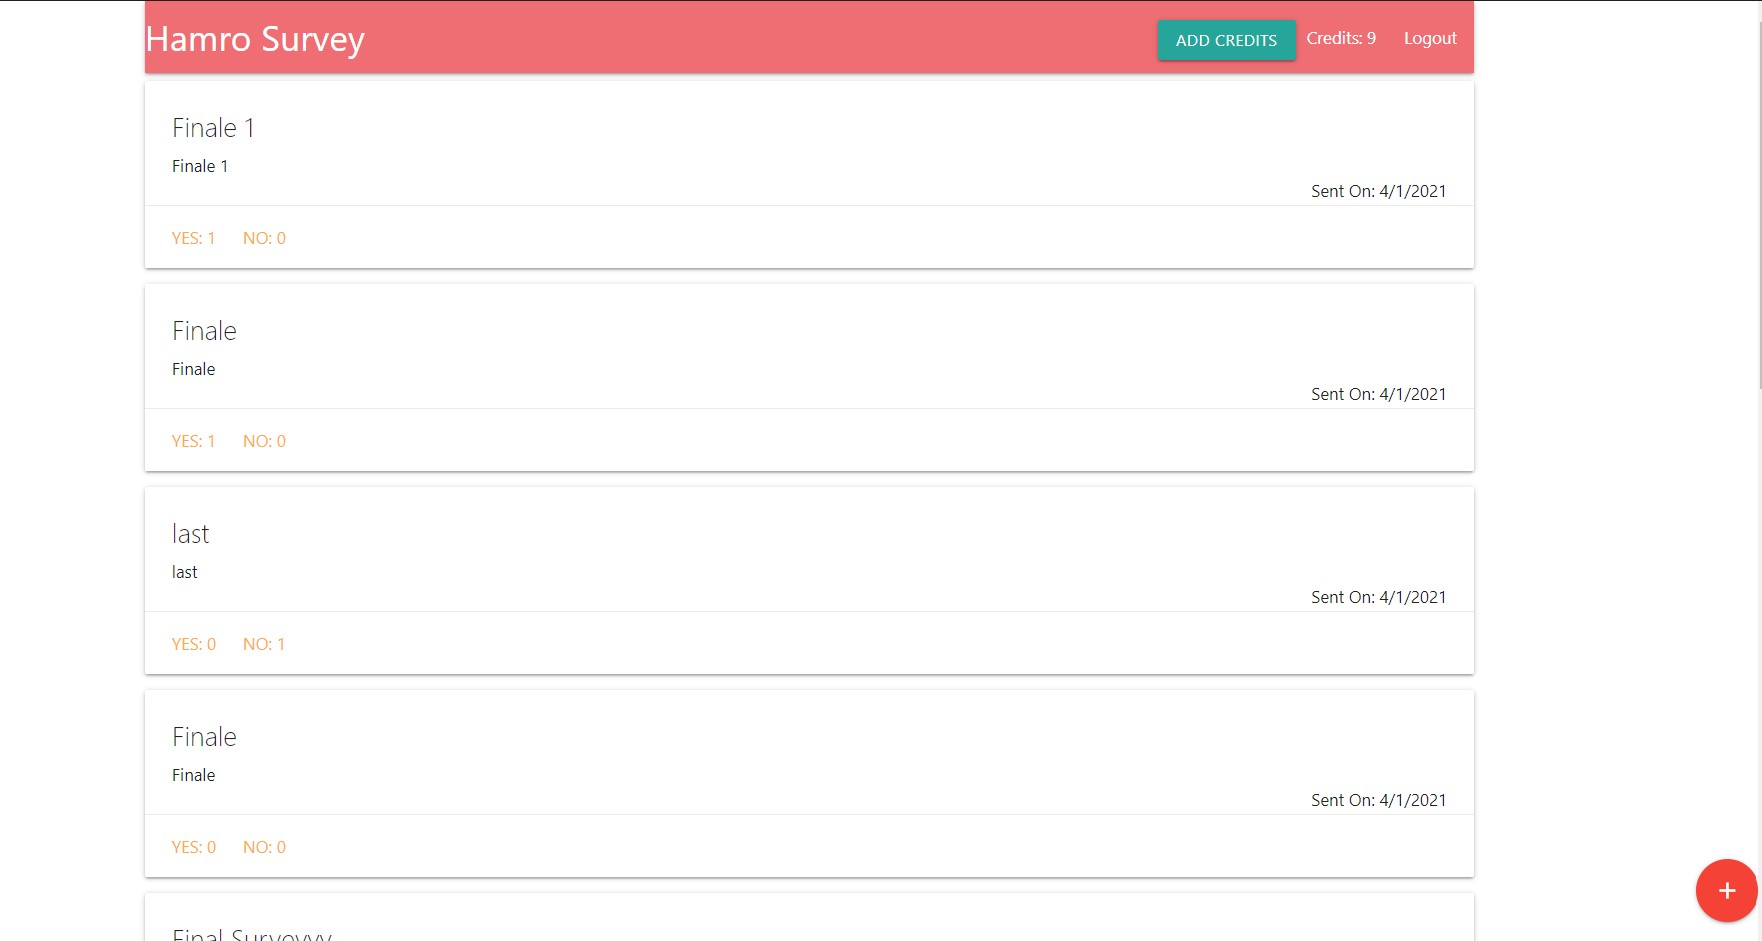 Hamro Survey
ADD CREDITS Credits: 9 Logout
Finale 1
Finale 1
Sent On: 4/1/2021
YES: 1 NO: 0
Finale
Finale
Sent On: 4/1/2021
YES: 1 NO: 0
last
last
Sent On: 4/1/2021
YES: 0 NO: 1
Finale
Finale
Sent On: 4/1/2021
YES: 0 NO: 0
+
Final